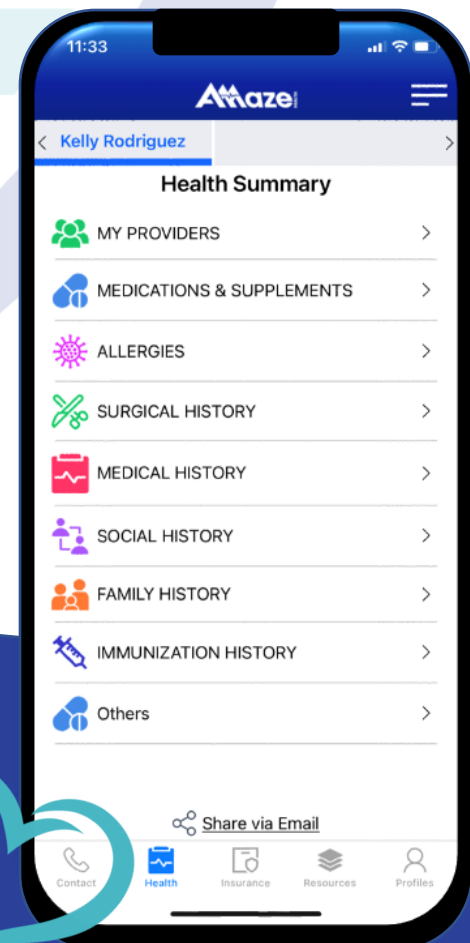 11:33
AMaze
< Kelly Rodriguez >
Health Summary
MY PROVIDERS >
MEDICATIONS & SUPPLEMENTS >
ALLERGIES >
SURGICAL HISTORY >
MEDICAL HISTORY >
SOCIAL HISTORY >
FAMILY HISTORY >
IMMUNIZATION HISTORY >
Others >
Share via Email
Contact Health Insurance Resources Profiles